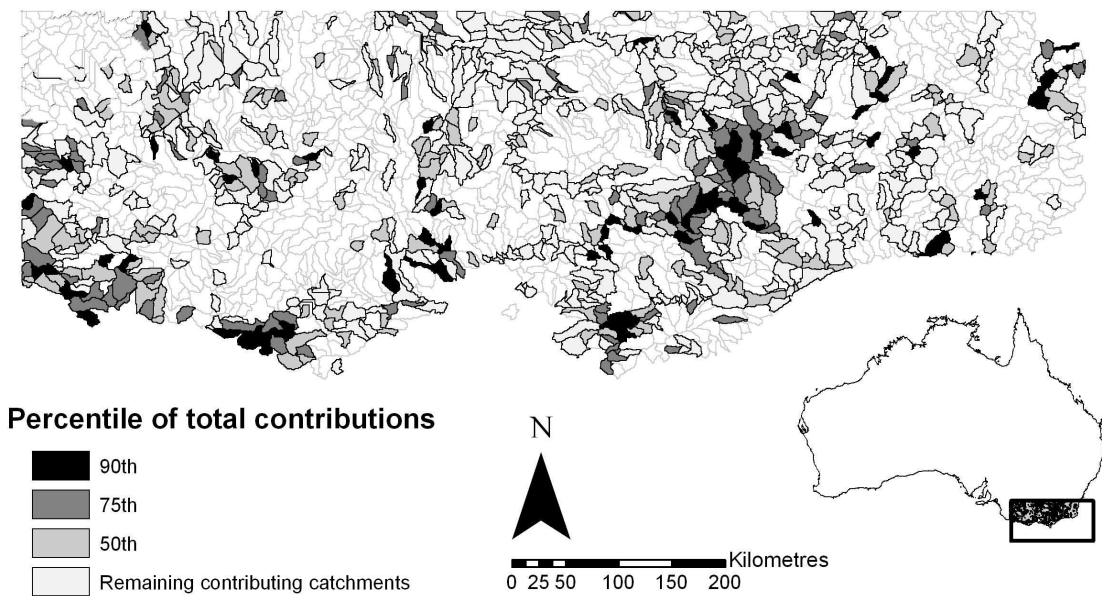 Percentile of total contributions
90th
75th
50th
Remaining contributing catchments
N
Kilometres
0 25 50 100 150 200